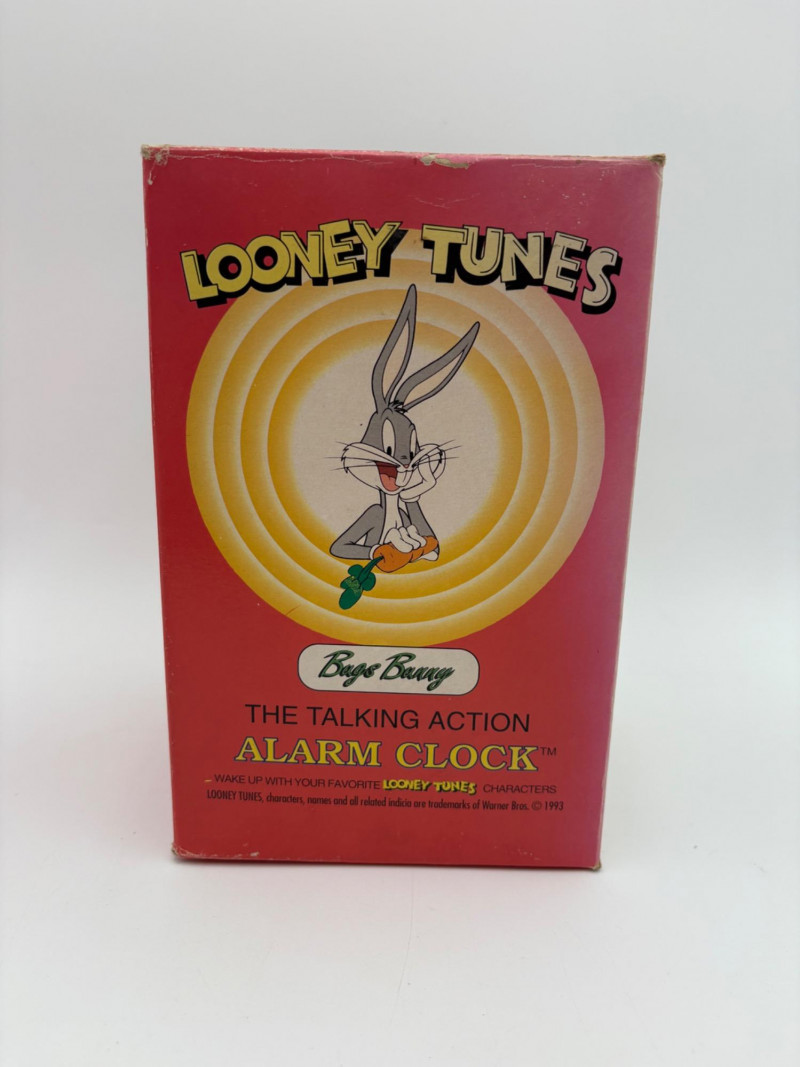 LOONEY TUNES
Bugs Bunny
THE TALKING ACTION
ALARM CLOCK™
WAKE UP WITH YOUR FAVORITE LOONEY TUNES CHARACTERS
LOONEY TUNES, characters, names and all related indicia are trademarks of Warner Bros. © 1993